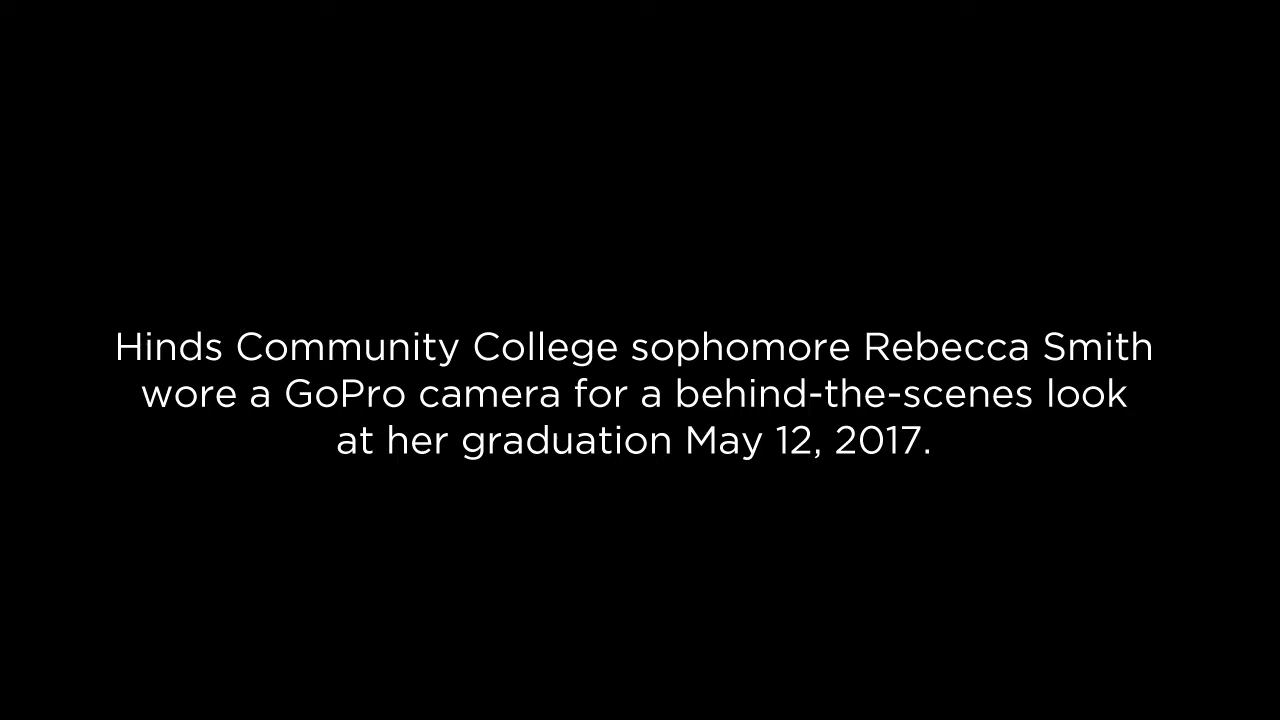 Hinds Community College sophomore Rebecca Smith
wore a GoPro camera for a behind-the-scenes look
at her graduation May 12, 2017.